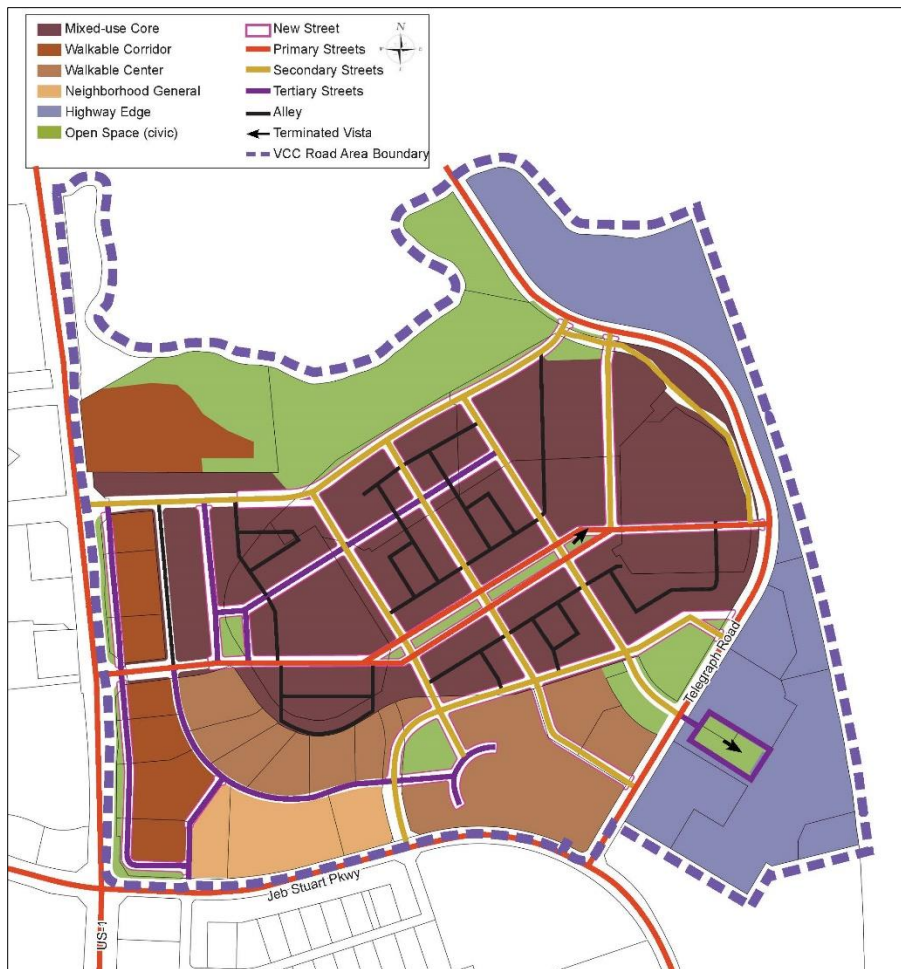 Mixed-use Core
Walkable Corridor
Walkable Center
Neighborhood General
Highway Edge
Open Space (civic)
New Street
Primary Streets
Secondary Streets
Tertiary Streets
Alley
Terminated Vista
VCC Road Area Boundary
N
Telegraph Road
Jeb Stuart Pkwy
US-1